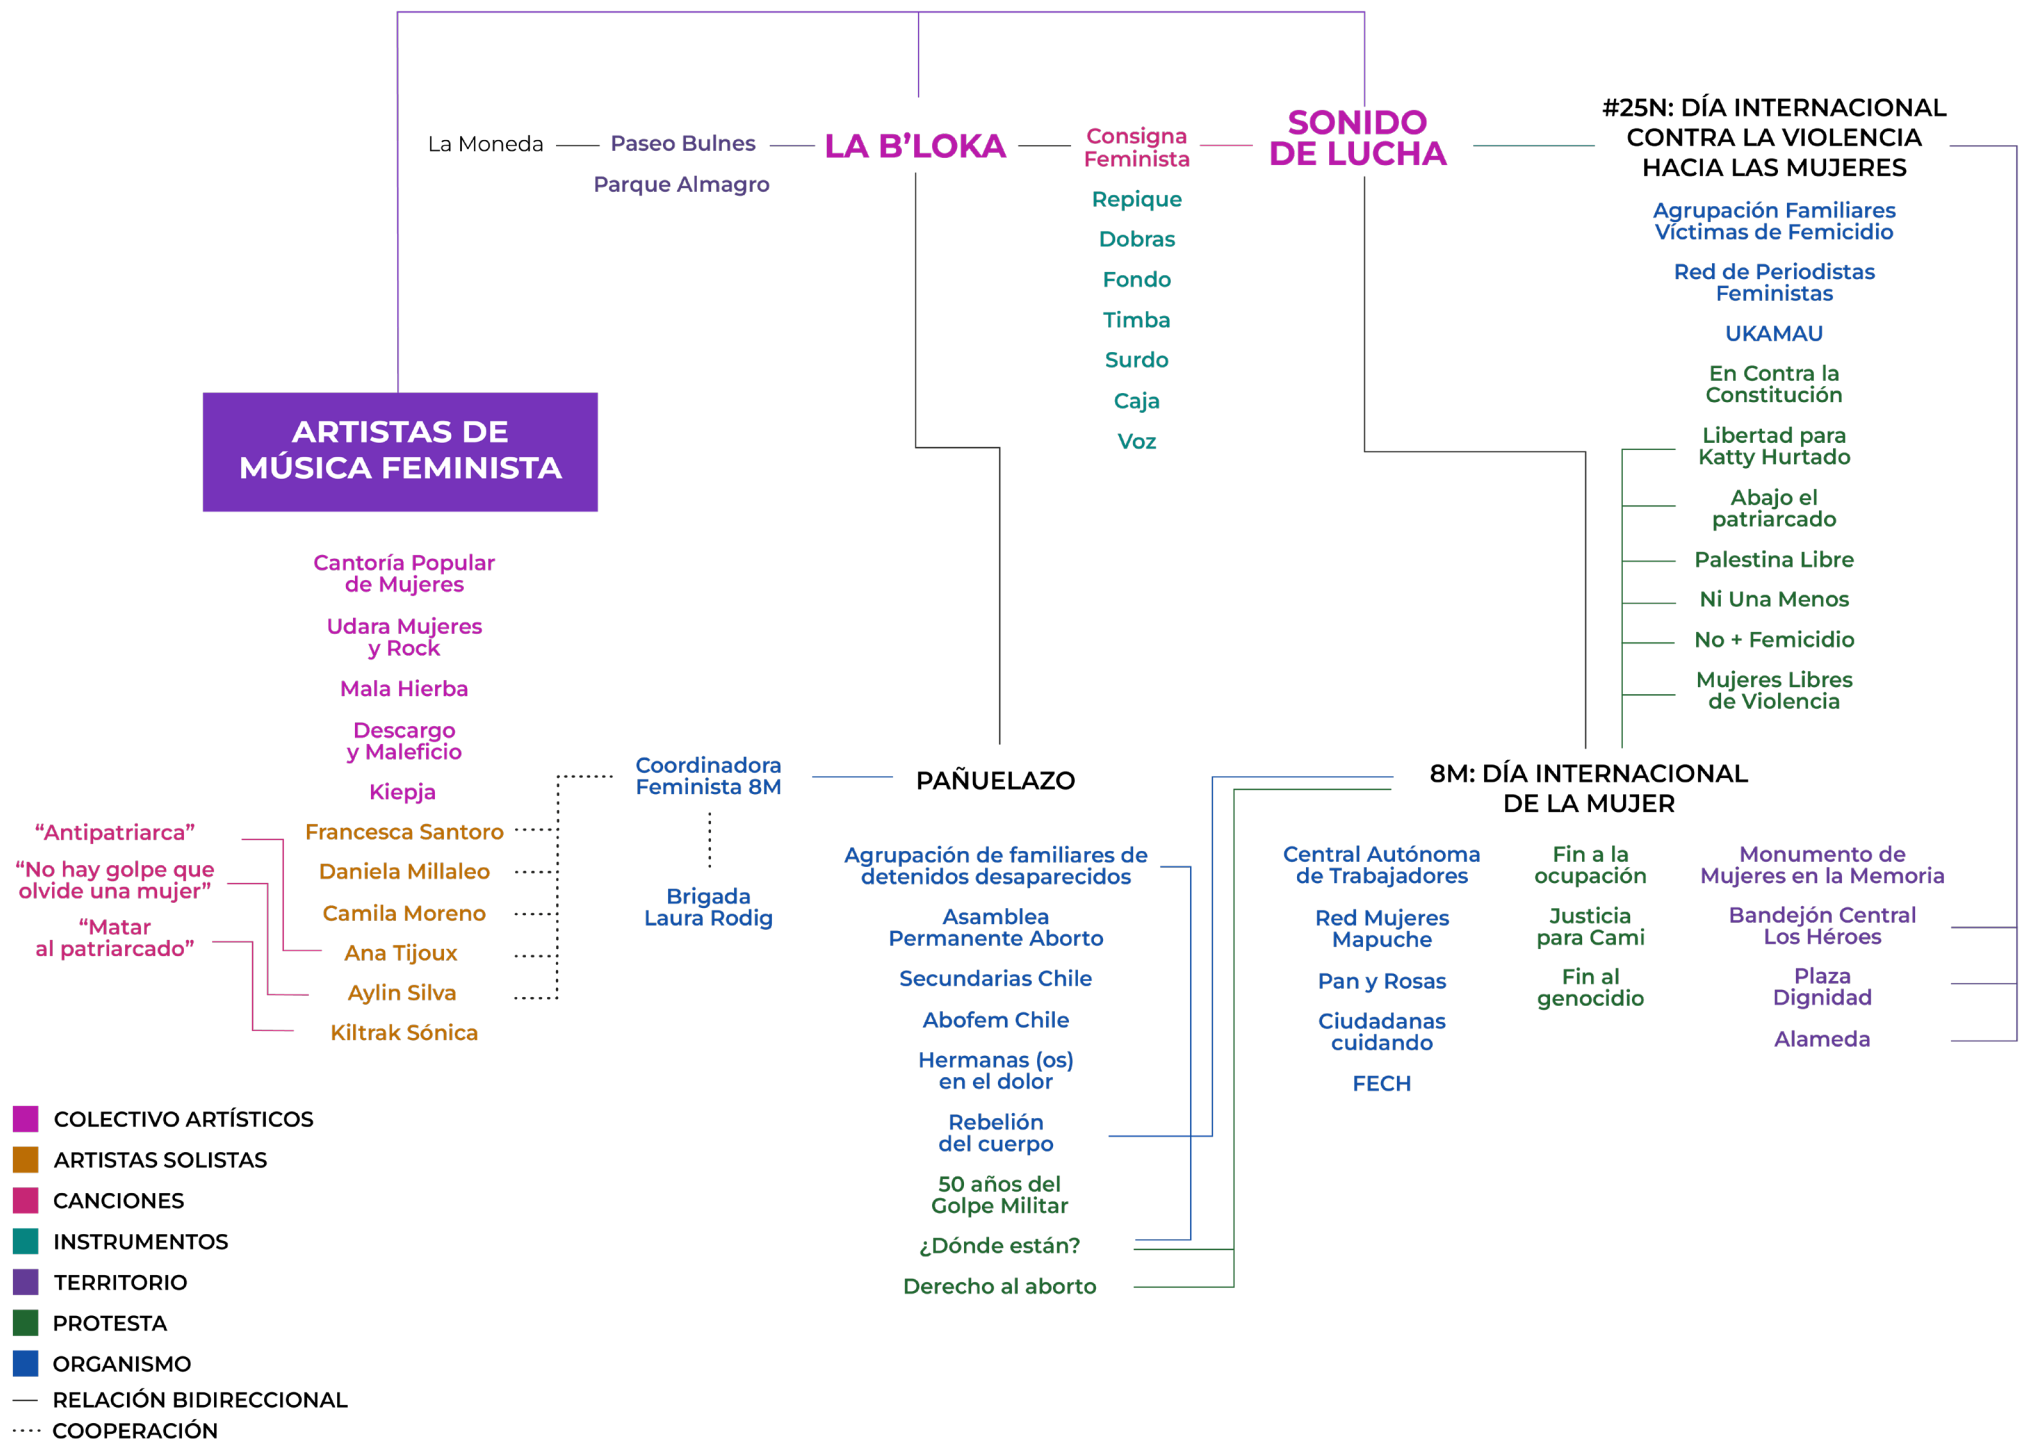 La Moneda
Paseo Bulnes
Parque Almagro
LA B’LOKA
Consigna
Feminista
Repique
Dobras
Fondo
Timba
Surdo
Caja
Voz
SONIDO
DE LUCHA
#25N: DÍA INTERNACIONAL
CONTRA LA VIOLENCIA
HACIA LAS MUJERES
Agrupación Familiares
Víctimas de Femicidio
Red de Periodistas
Feministas
UKAMAU
En Contra la
Constitución
Libertad para
Katty Hurtado
Abajo el
patriarcado
Palestina Libre
Ni Una Menos
No + Femicidio
Mujeres Libres
de Violencia
ARTISTAS DE
MÚSICA FEMINISTA
Cantoría Popular
de Mujeres
Udara Mujeres
y Rock
Mala Hierba
Descargo
y Maleficio
Kiepja
Francesca Santoro
Daniela Millaleo
Camila Moreno
Ana Tijoux
Aylin Silva
Kiltrak Sónica
“Antipatriarca”
“No hay golpe que
olvide una mujer”
“Matar
al patriarcado”
Coordinadora
Feminista 8M
Brigada
Laura Rodig
PAÑUELAZO
Agrupación de familiares de
detenidos desaparecidos
Asamblea
Permanente Aborto
Secundarias Chile
Abofem Chile
Hermanas (os)
en el dolor
Rebelión
del cuerpo
50 años del
Golpe Militar
¿Dónde están?
Derecho al aborto
8M: DÍA INTERNACIONAL
DE LA MUJER
Central Autónoma
de Trabajadores
Red Mujeres
Mapuche
Pan y Rosas
Ciudadanas
cuidando
FECH
Fin a la
ocupación
Justicia
para Cami
Fin al
genocidio
Monumento de
Mujeres en la Memoria
Bandejón Central
Los Héroes
Plaza
Dignidad
Alameda
COLECTIVO ARTÍSTICOS
ARTISTAS SOLISTAS
CANCIONES
INSTRUMENTOS
TERRITORIO
PROTESTA
ORGANISMO
RELACIÓN BIDIRECCIONAL
COOPERACIÓN